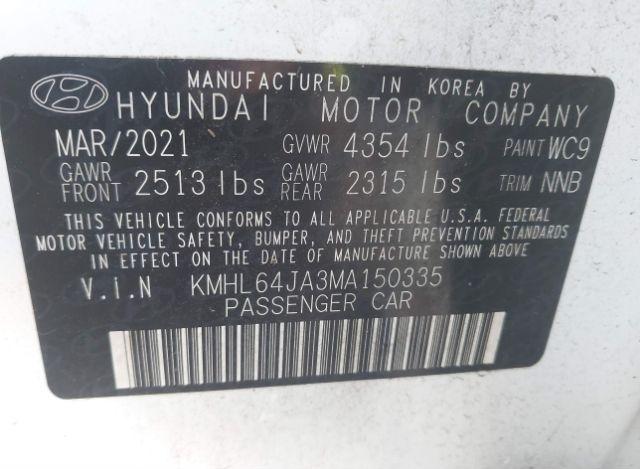 MANUFACTURED IN KOREA BY
HYUNDAI MOTOR COMPANY
MAR/2021 GVWR 4354 lbs PAINT WC9
GAWR FRONT 2513 lbs GAWR REAR 2315 lbs TRIM NNB
THIS VEHICLE CONFORMS TO ALL APPLICABLE U.S.A. FEDERAL
MOTOR VEHICLE SAFETY, BUMPER, AND THEFT PREVENTION STANDARDS
IN EFFECT ON THE DATE OF MANUFACTURE SHOWN ABOVE
V.i.N KMHL64JA3MA150335
PASSENGER CAR